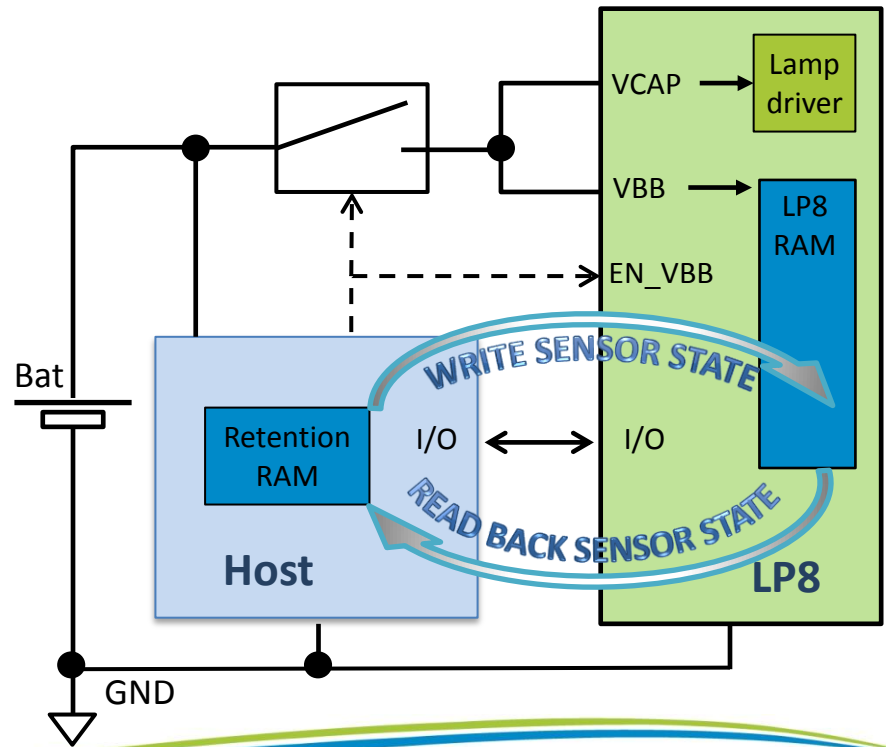 VCAP
Lamp
driver
VBB
LP8
RAM
EN_VBB
WRITE SENSOR STATE
Bat
Retention
RAM
I/O
I/O
READ BACK SENSOR STATE
Host
LP8
GND